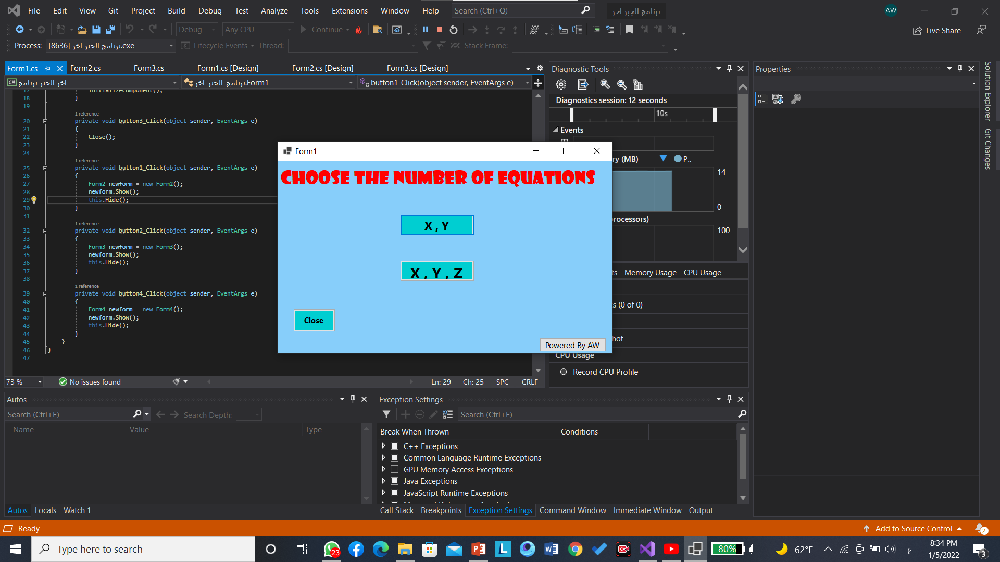 File Edit View Git Project Build Debug Test Analyze Tools Extensions Window Help Search (Ctrl+Q) برنامج الجبر اخر AW
Debug Any CPU Continue Live Share
Process: [8636] برنامج الجبر اخر.exe Lifecycle Events Thread: Stack Frame:
Form1.cs Form2.cs Form3.cs Form1.cs [Design] Form2.cs [Design] Form3.cs [Design]
اخر الجبر برنامج برنامج_الجبر_اخر.Form1 button1_Click(object sender, EventArgs e)
17 InitializeComponent();
18 }
19
1 reference
20 private void button3_Click(object sender, EventArgs e)
21 {
22 Close();
23 }
24
1 reference
25 private void button1_Click(object sender, EventArgs e)
26 {
27 Form2 newform = new Form2();
28 newform.Show();
29 this.Hide();
30 }
31
1 reference
32 private void button2_Click(object sender, EventArgs e)
33 {
34 Form3 newform = new Form3();
35 newform.Show();
36 this.Hide();
37 }
38
1 reference
39 private void button4_Click(object sender, EventArgs e)
40 {
41 Form4 newform = new Form4();
42 newform.Show();
43 this.Hide();
44 }
45 }
46 }
47
73 % No issues found Ln: 29 Ch: 25 SPC CRLF
Form1
CHOOSE THE NUMBER OF EQUATIONS
X , Y
X , Y , Z
Close
Powered By AW
Diagnostic Tools
Diagnostics session: 12 seconds
10s
Events
ry (MB) P..
14
0
rocessors)
100
ts Memory Usage CPU Usage
s (0 of 0)
hot
CPU Usage
Record CPU Profile
Properties
Solution Explorer
Git Changes
Autos
Search (Ctrl+E) Search Depth:
Name Value Type
Autos Locals Watch 1
Exception Settings
Search (Ctrl+E)
Break When Thrown Conditions
C++ Exceptions
Common Language Runtime Exceptions
GPU Memory Access Exceptions
Java Exceptions
JavaScript Runtime Exceptions
Call Stack Breakpoints Exception Settings Command Window Immediate Window Output
Ready Add to Source Control 2
Type here to search 23 80% 62°F ع 8:34 PM
1/5/2022 3